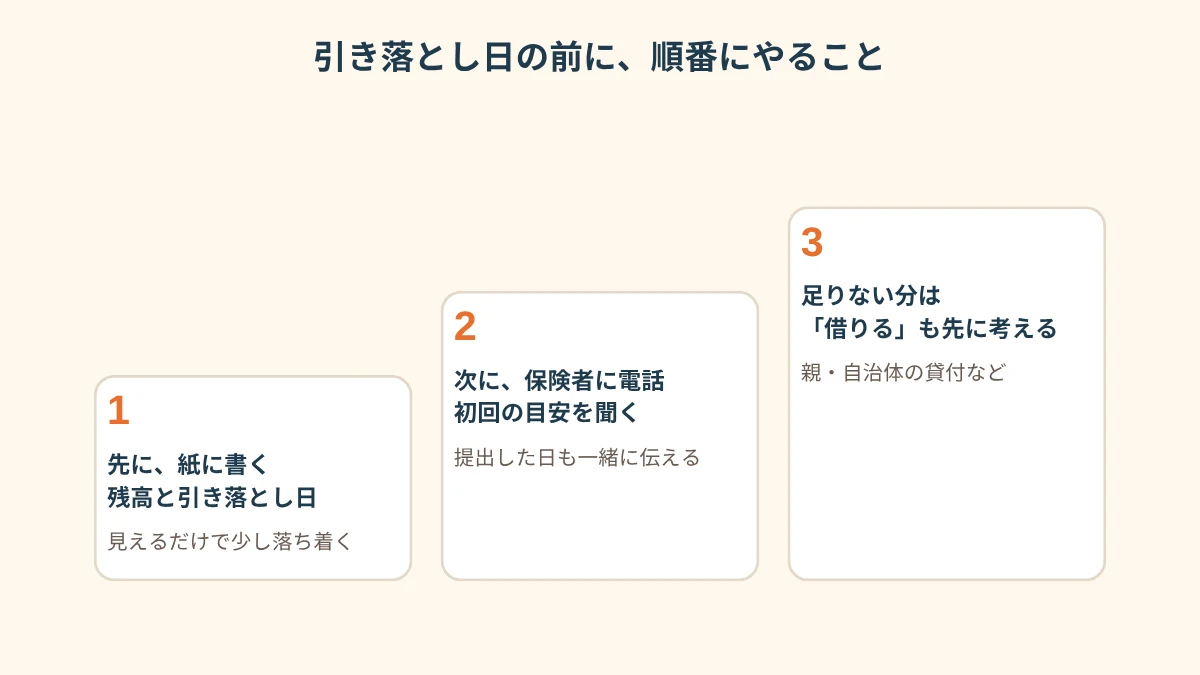 引き落とし日の前に、順番にやること
1
先に、紙に書く
残高と引き落とし日
見えるだけで少し落ち着く
2
次に、保険者に電話
初回の目安を聞く
提出した日も一緒に伝える
3
足りない分は
「借りる」も先に考える
親・自治体の貸付など